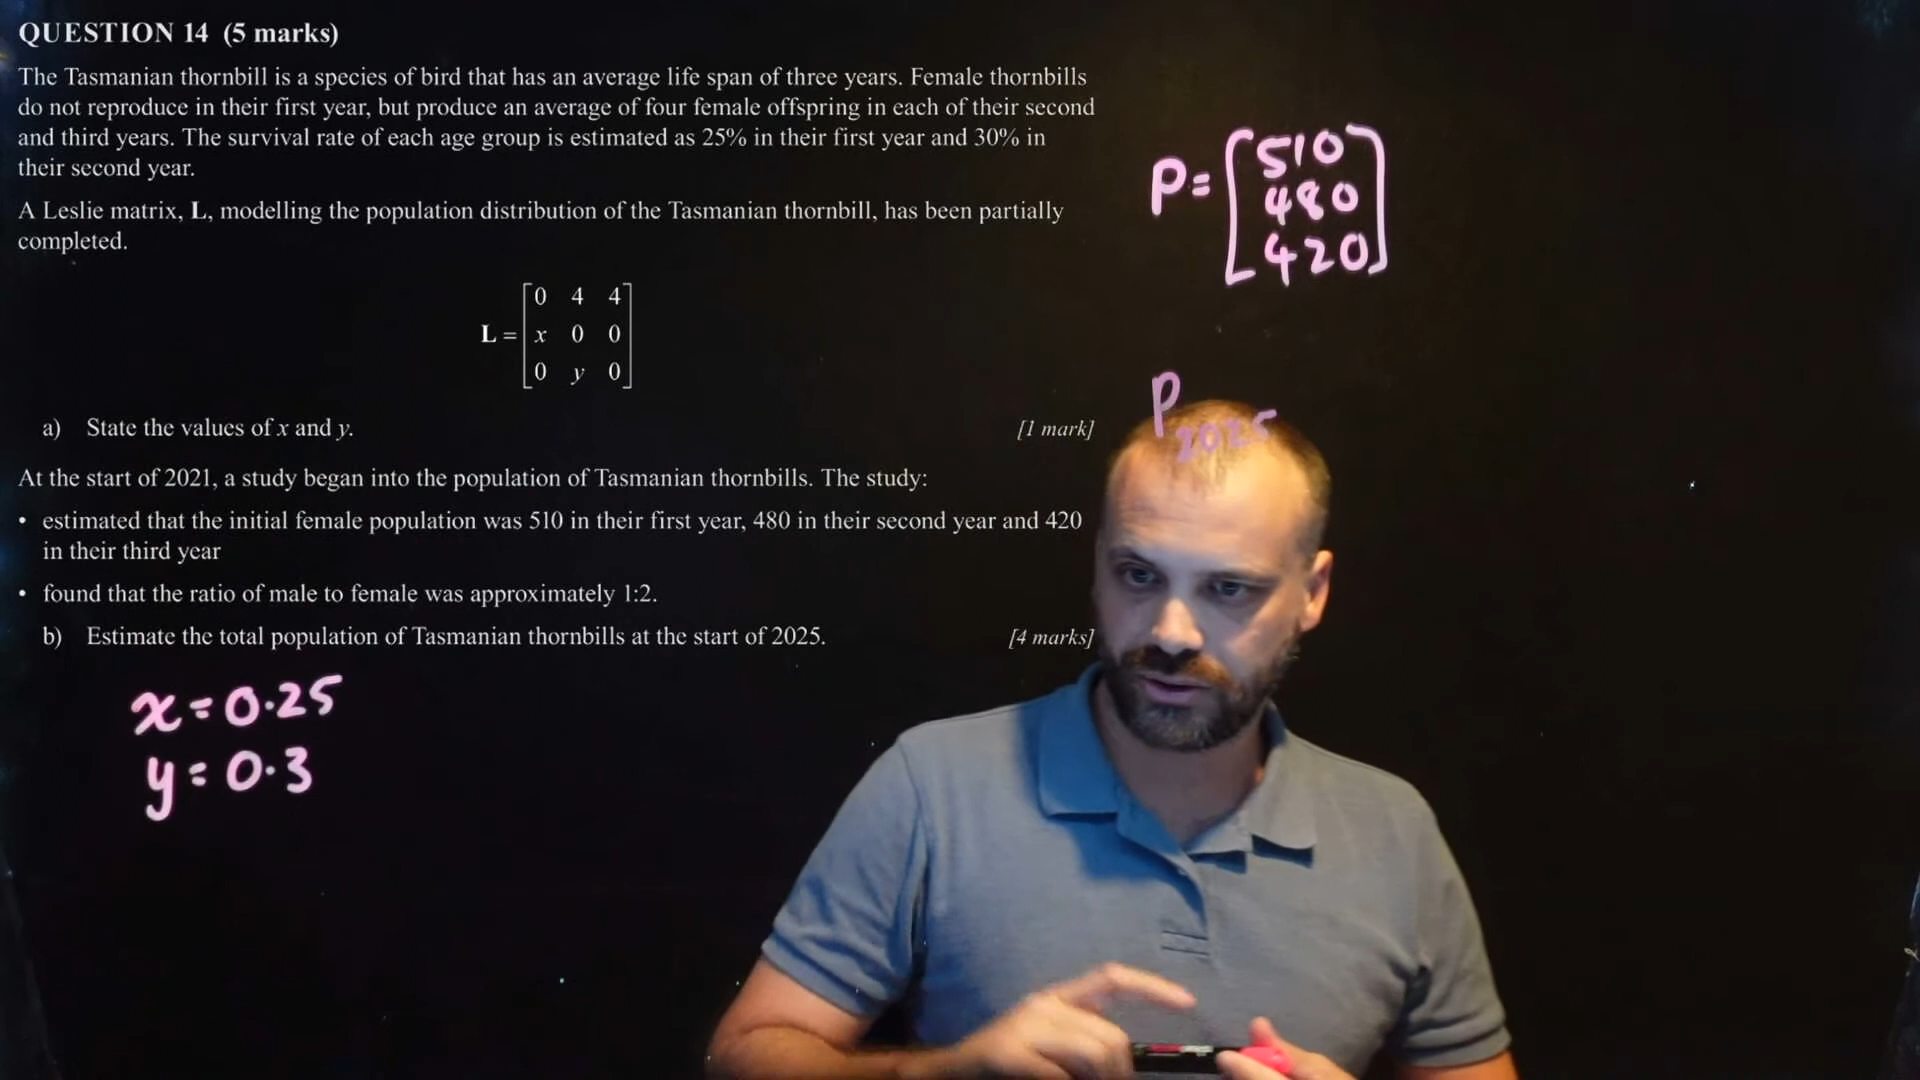 QUESTION 14 (5 marks)
The Tasmanian thornbill is a species of bird that has an average life span of three years. Female thornbills
do not reproduce in their first year, but produce an average of four female offspring in each of their second
and third years. The survival rate of each age group is estimated as 25% in their first year and 30% in
their second year.
A Leslie matrix, L, modelling the population distribution of the Tasmanian thornbill, has been partially
completed.
L = [0 4 4
x 0 0
0 y 0]
a) State the values of x and y. [1 mark]
At the start of 2021, a study began into the population of Tasmanian thornbills. The study:
• estimated that the initial female population was 510 in their first year, 480 in their second year and 420
in their third year
• found that the ratio of male to female was approximately 1:2.
b) Estimate the total population of Tasmanian thornbills at the start of 2025. [4 marks]
x = 0.25
y = 0.3
P = [510
480
420]
P 2025